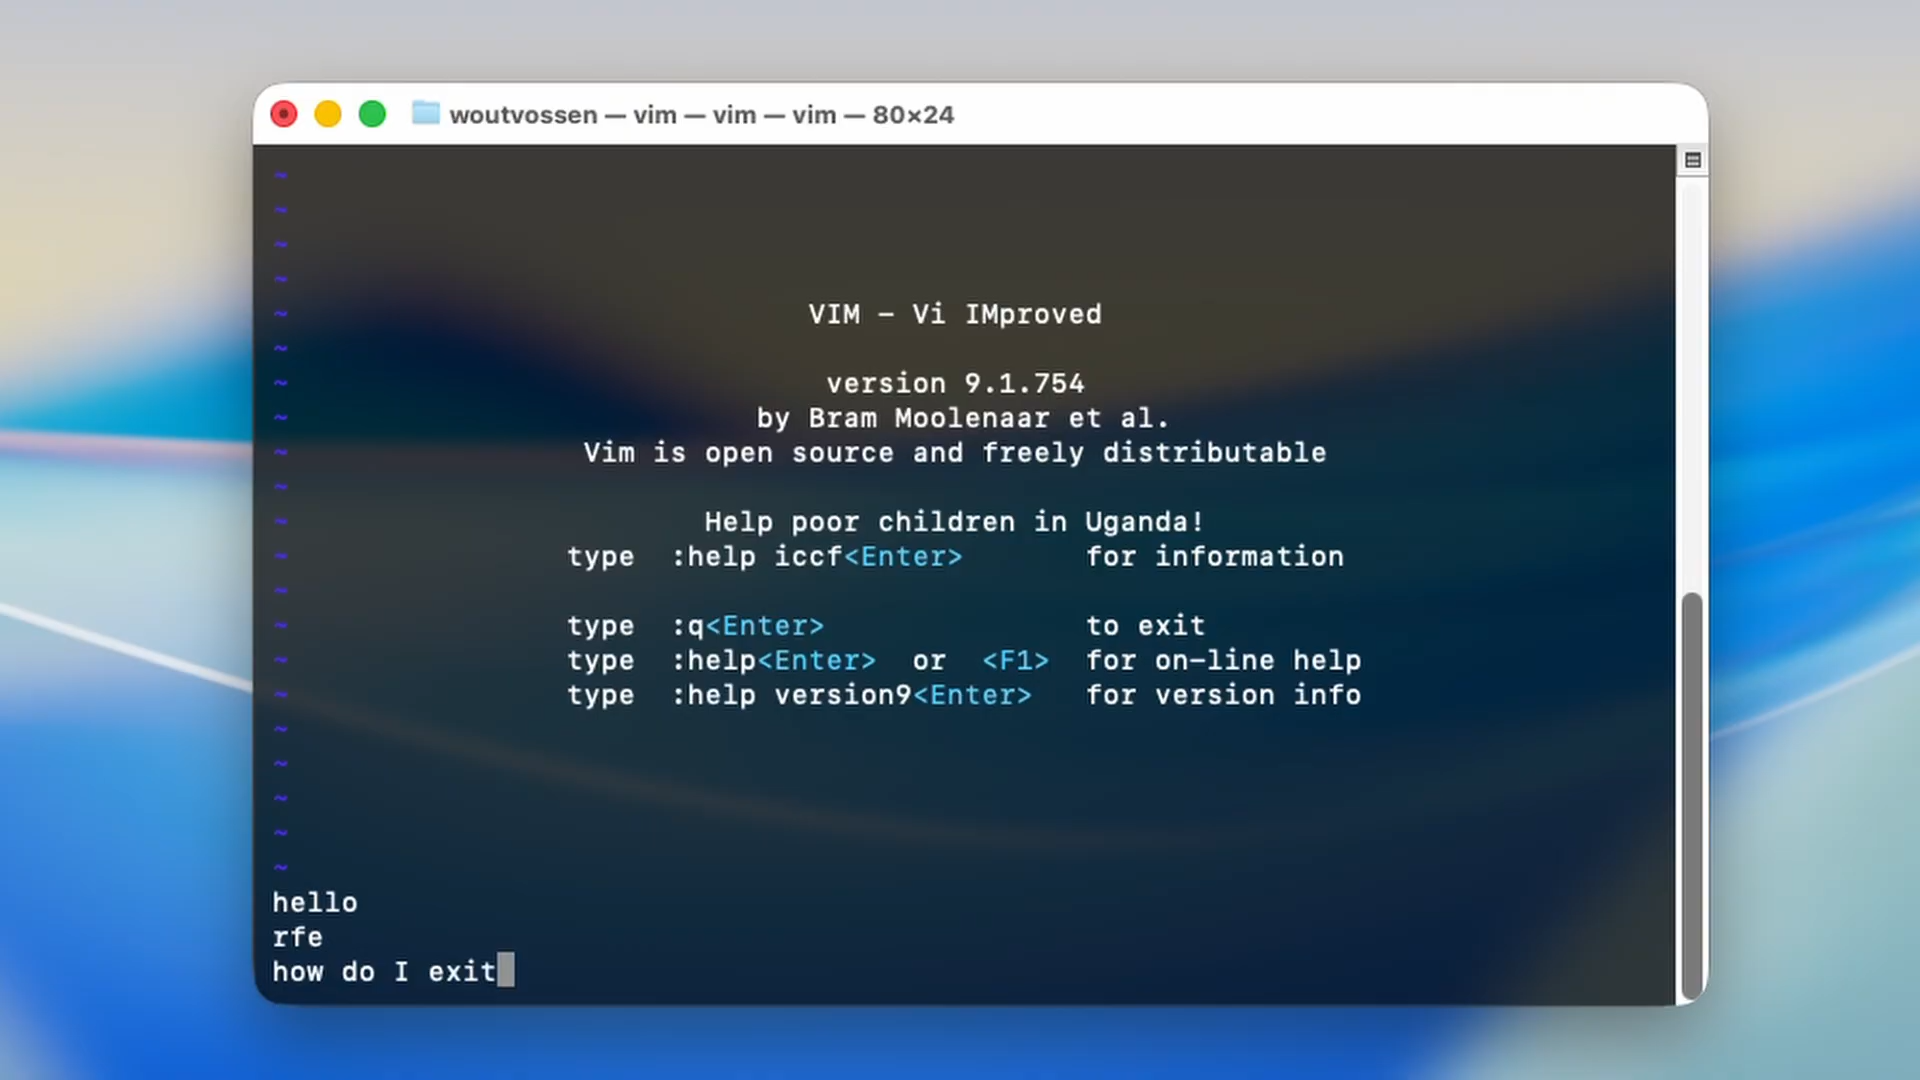 woutvossen — vim — vim — vim — 80×24
~
~
~
~
~ VIM - Vi IMproved
~
~ version 9.1.754
~ by Bram Moolenaar et al.
~ Vim is open source and freely distributable
~
~ Help poor children in Uganda!
~ type :help iccf<Enter> for information
~
~ type :q<Enter> to exit
~ type :help<Enter> or <F1> for on-line help
~ type :help version9<Enter> for version info
~
~
~
~
~
hello
rfe
how do I exit